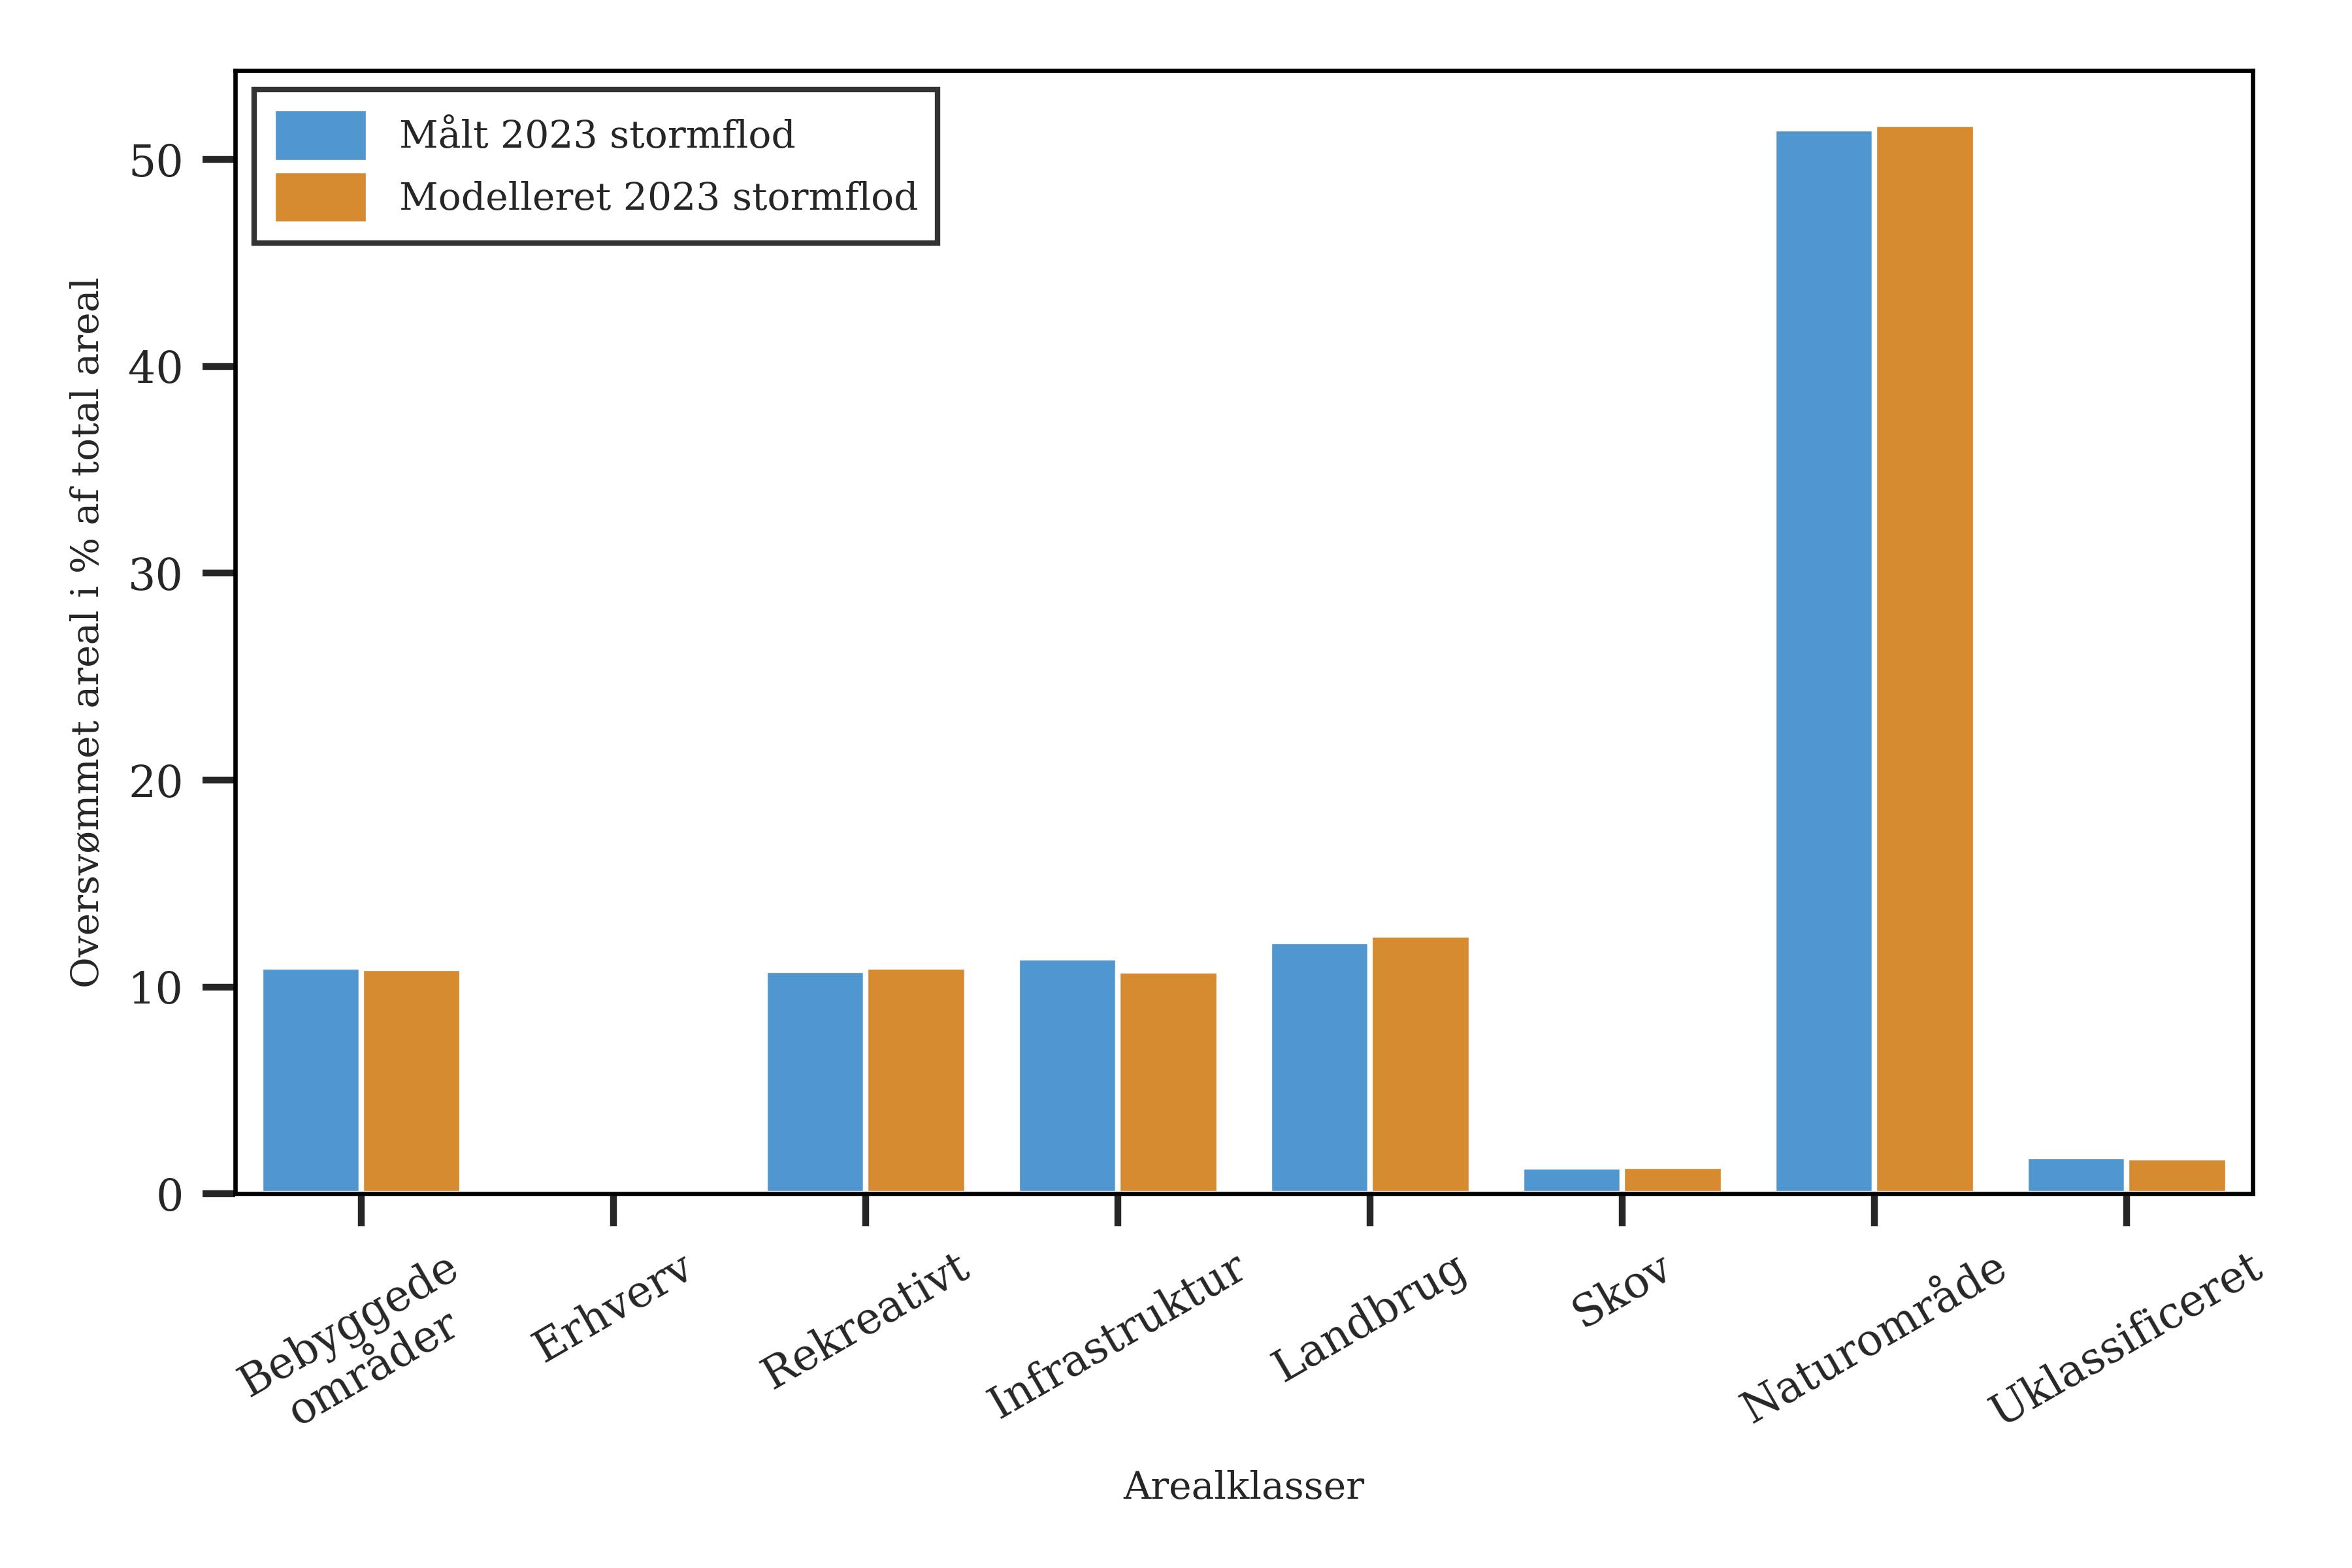 Målt 2023 stormflod
Modelleret 2023 stormflod
Oversvømmet areal i % af total areal
50
40
30
20
10
0
Bebyggede
områder
Erhverv
Rekreativt
Infrastruktur
Landbrug
Skov
Naturområde
Uklassificeret
Arealklasser